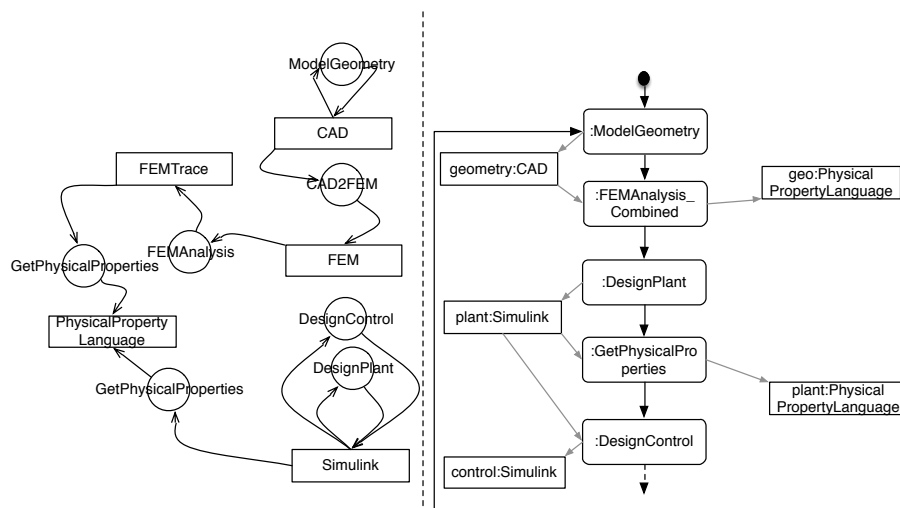 ModelGeometry
CAD
FEMTrace
CAD2FEM
FEMAnalysis
GetPhysicalProperties
FEM
PhysicalProperty
Language
DesignControl
DesignPlant
GetPhysicalProperties
Simulink
:ModelGeometry
geometry:CAD
:FEMAnalysis_
Combined
geo:Physical
PropertyLanguage
:DesignPlant
plant:Simulink
:GetPhysicalPro
perties
plant:Physical
PropertyLanguage
:DesignControl
control:Simulink